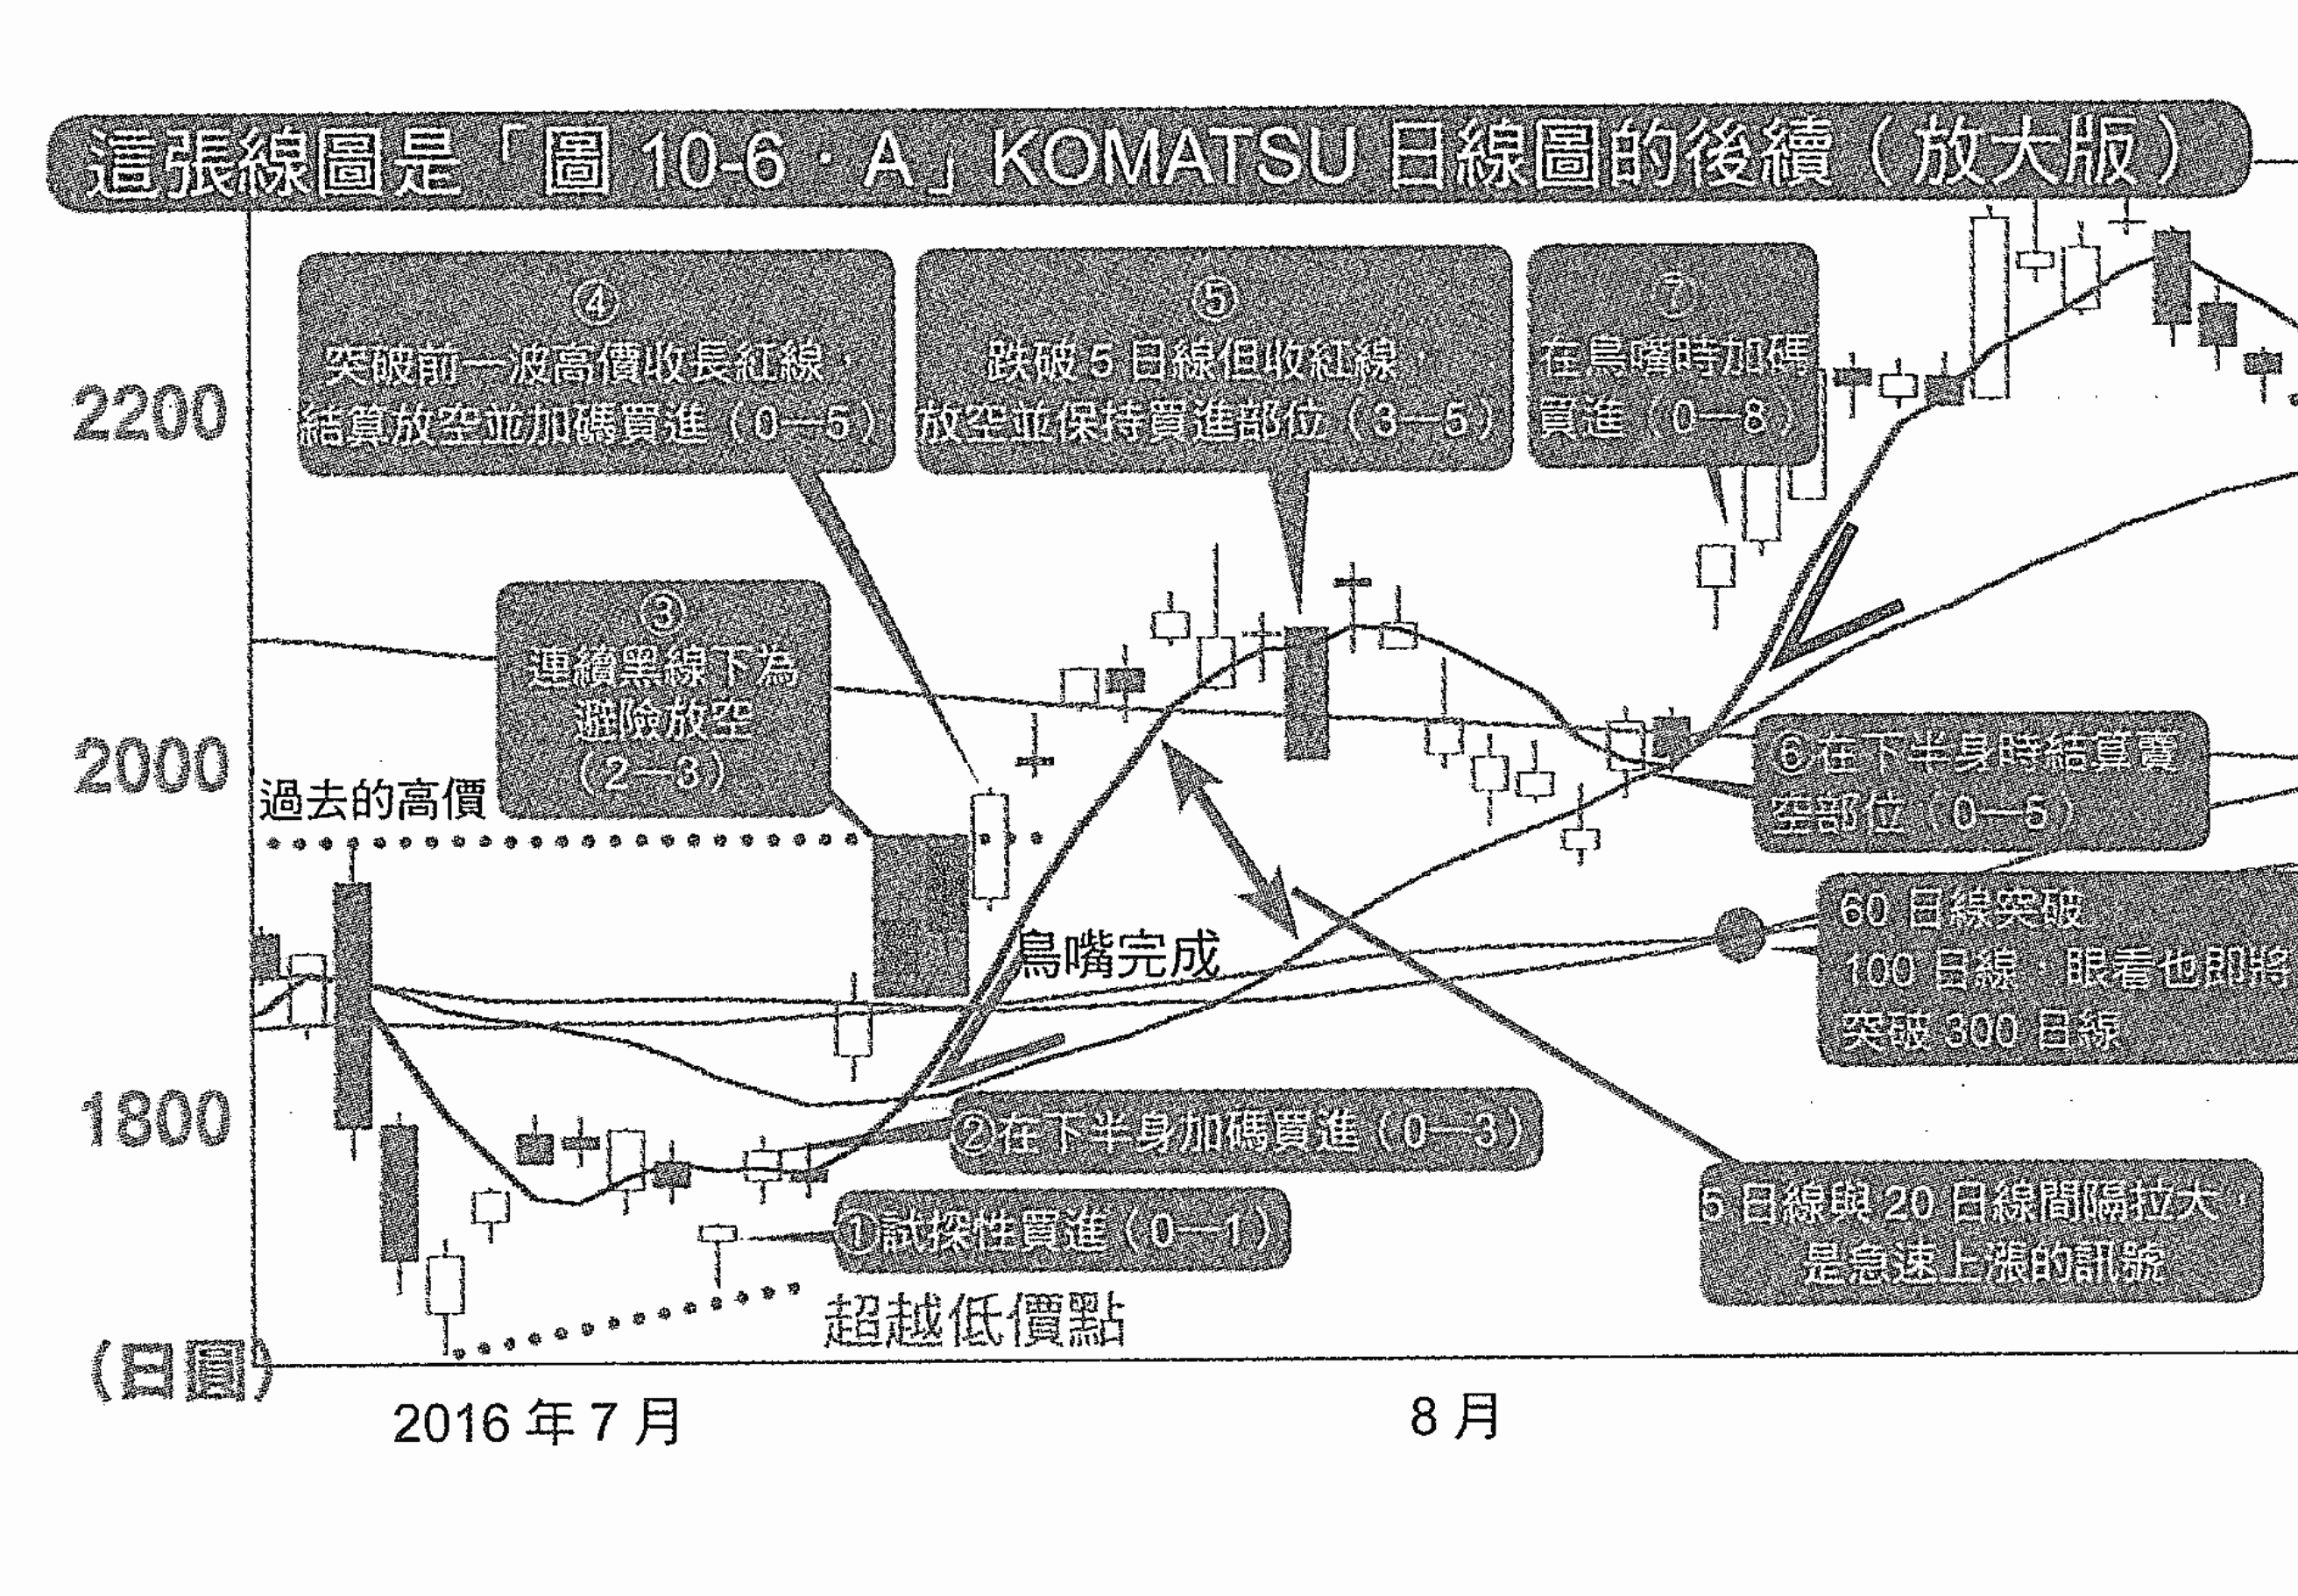 這張線圖是「圖 10-6．A」KOMATSU 日線圖的後續（放大版）
④
突破前一波高價收長紅線，
結算放空並加碼買進（0—5）
⑤
跌破 5 日線但收紅線，
放空並保持買進部位（3—5）
⑦
在鳥嘴時加碼
買進（0—8）
2200
③
連續黑線下為
避險放空
（2—3）
2000
過去的高價
⑥在下半身時結算賣
空部位（0—5）
60 日線突破
100 日線，眼看也即將
突破 300 日線
鳥嘴完成
1800
②在下半身加碼買進（0—3）
①試探性買進（0—1）
5 日線與 20 日線間隔拉大，
是急速上漲的訊號
超越低價點
(日圓)
2016 年 7 月
8 月